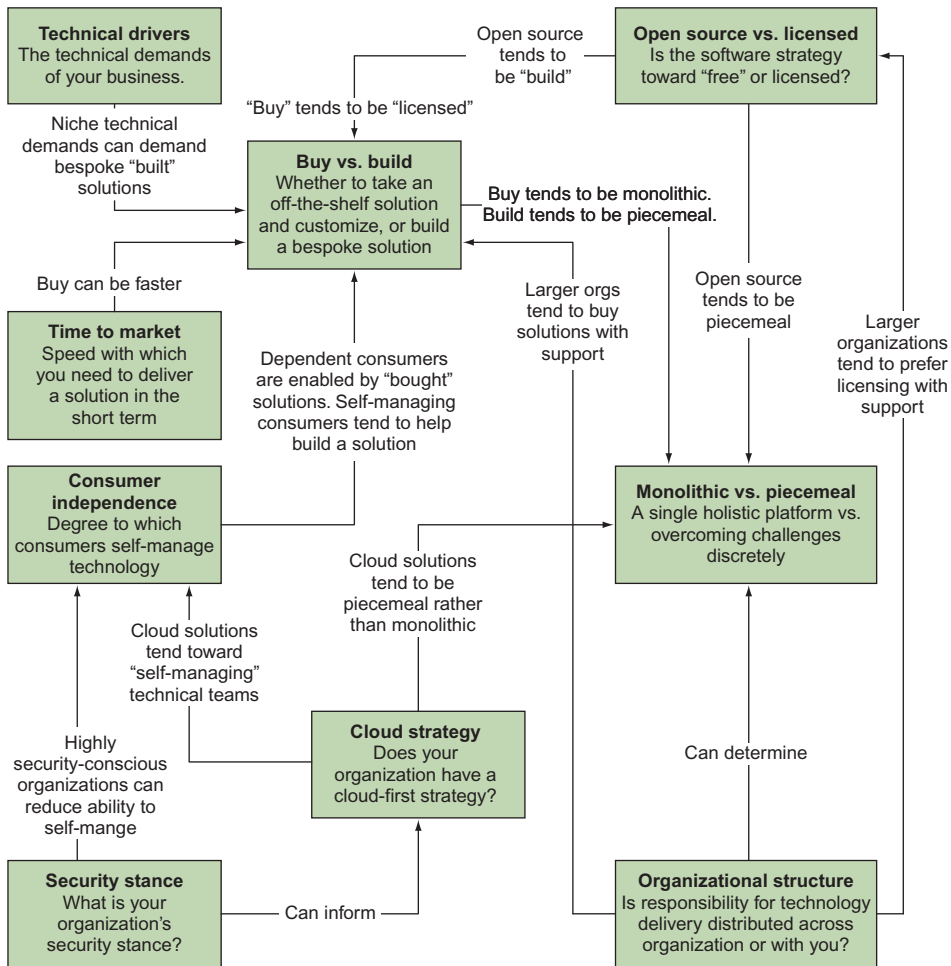 Technical drivers
The technical demands
of your business.
Open source
tends to
be “build”
Open source vs. licensed
Is the software strategy
toward “free” or licensed?
“Buy” tends to be “licensed”
Niche technical
demands can demand
bespoke “built”
solutions
Buy vs. build
Whether to take an
off-the-shelf solution
and customize, or build
a bespoke solution
Buy tends to be monolithic.
Build tends to be piecemeal.
Buy can be faster
Larger orgs
tend to buy
solutions with
support
Open source
tends to be
piecemeal
Larger
organizations
tend to prefer
licensing with
support
Time to market
Speed with which
you need to deliver
a solution in the
short term
Dependent consumers
are enabled by “bought”
solutions. Self-managing
consumers tend to help
build a solution
Consumer
independence
Degree to which
consumers self-manage
technology
Monolithic vs. piecemeal
A single holistic platform vs.
overcoming challenges
discretely
Cloud solutions
tend to be
piecemeal rather
than monolithic
Cloud solutions
tend toward
“self-managing”
technical teams
Cloud strategy
Does your
organization have a
cloud-first strategy?
Highly
security-conscious
organizations can
reduce ability to
self-mange
Can determine
Security stance
What is your
organization’s
security stance?
Can inform
Organizational structure
Is responsibility for technology
delivery distributed across
organization or with you?